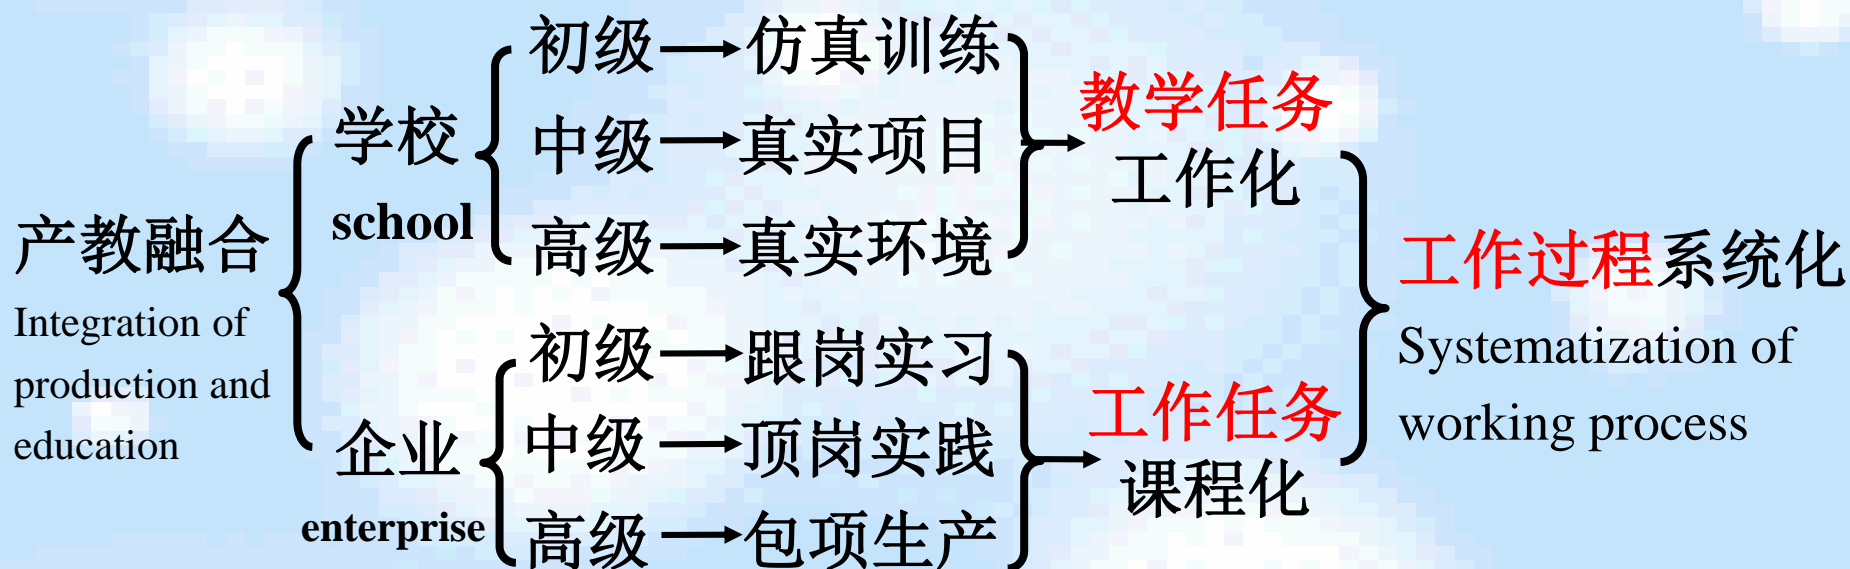 产教融合
Integration of
production and
education
学校
school
初级→仿真训练
中级→真实项目
高级→真实环境
教学任务
工作化
企业
enterprise
初级→跟岗实习
中级→顶岗实践
高级→包项生产
工作任务
课程化
工作过程系统化
Systematization of
working process